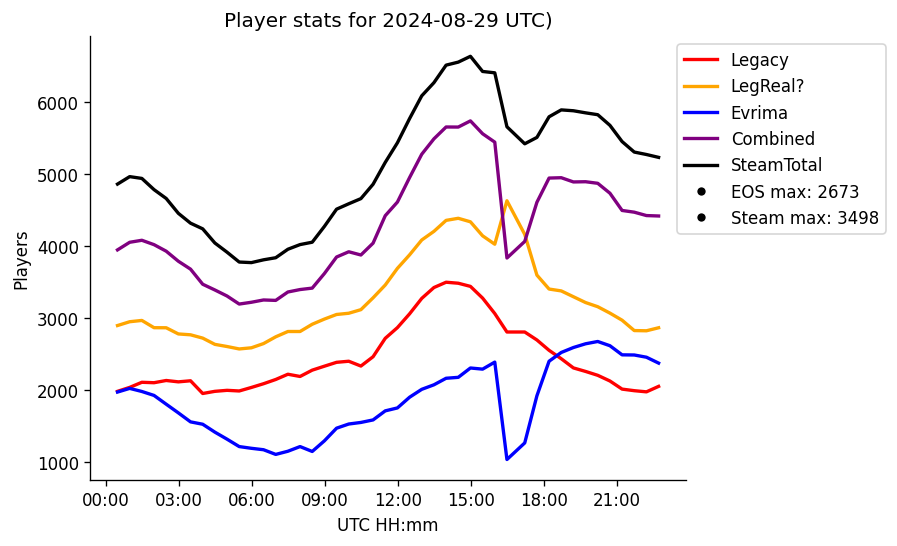 Player stats for 2024-08-29 UTC)
Legacy
LegReal?
Evrima
Combined
SteamTotal
EOS max: 2673
Steam max: 3498
Players
6000
5000
4000
3000
2000
1000
00:00 03:00 06:00 09:00 12:00 15:00 18:00 21:00
UTC HH:mm